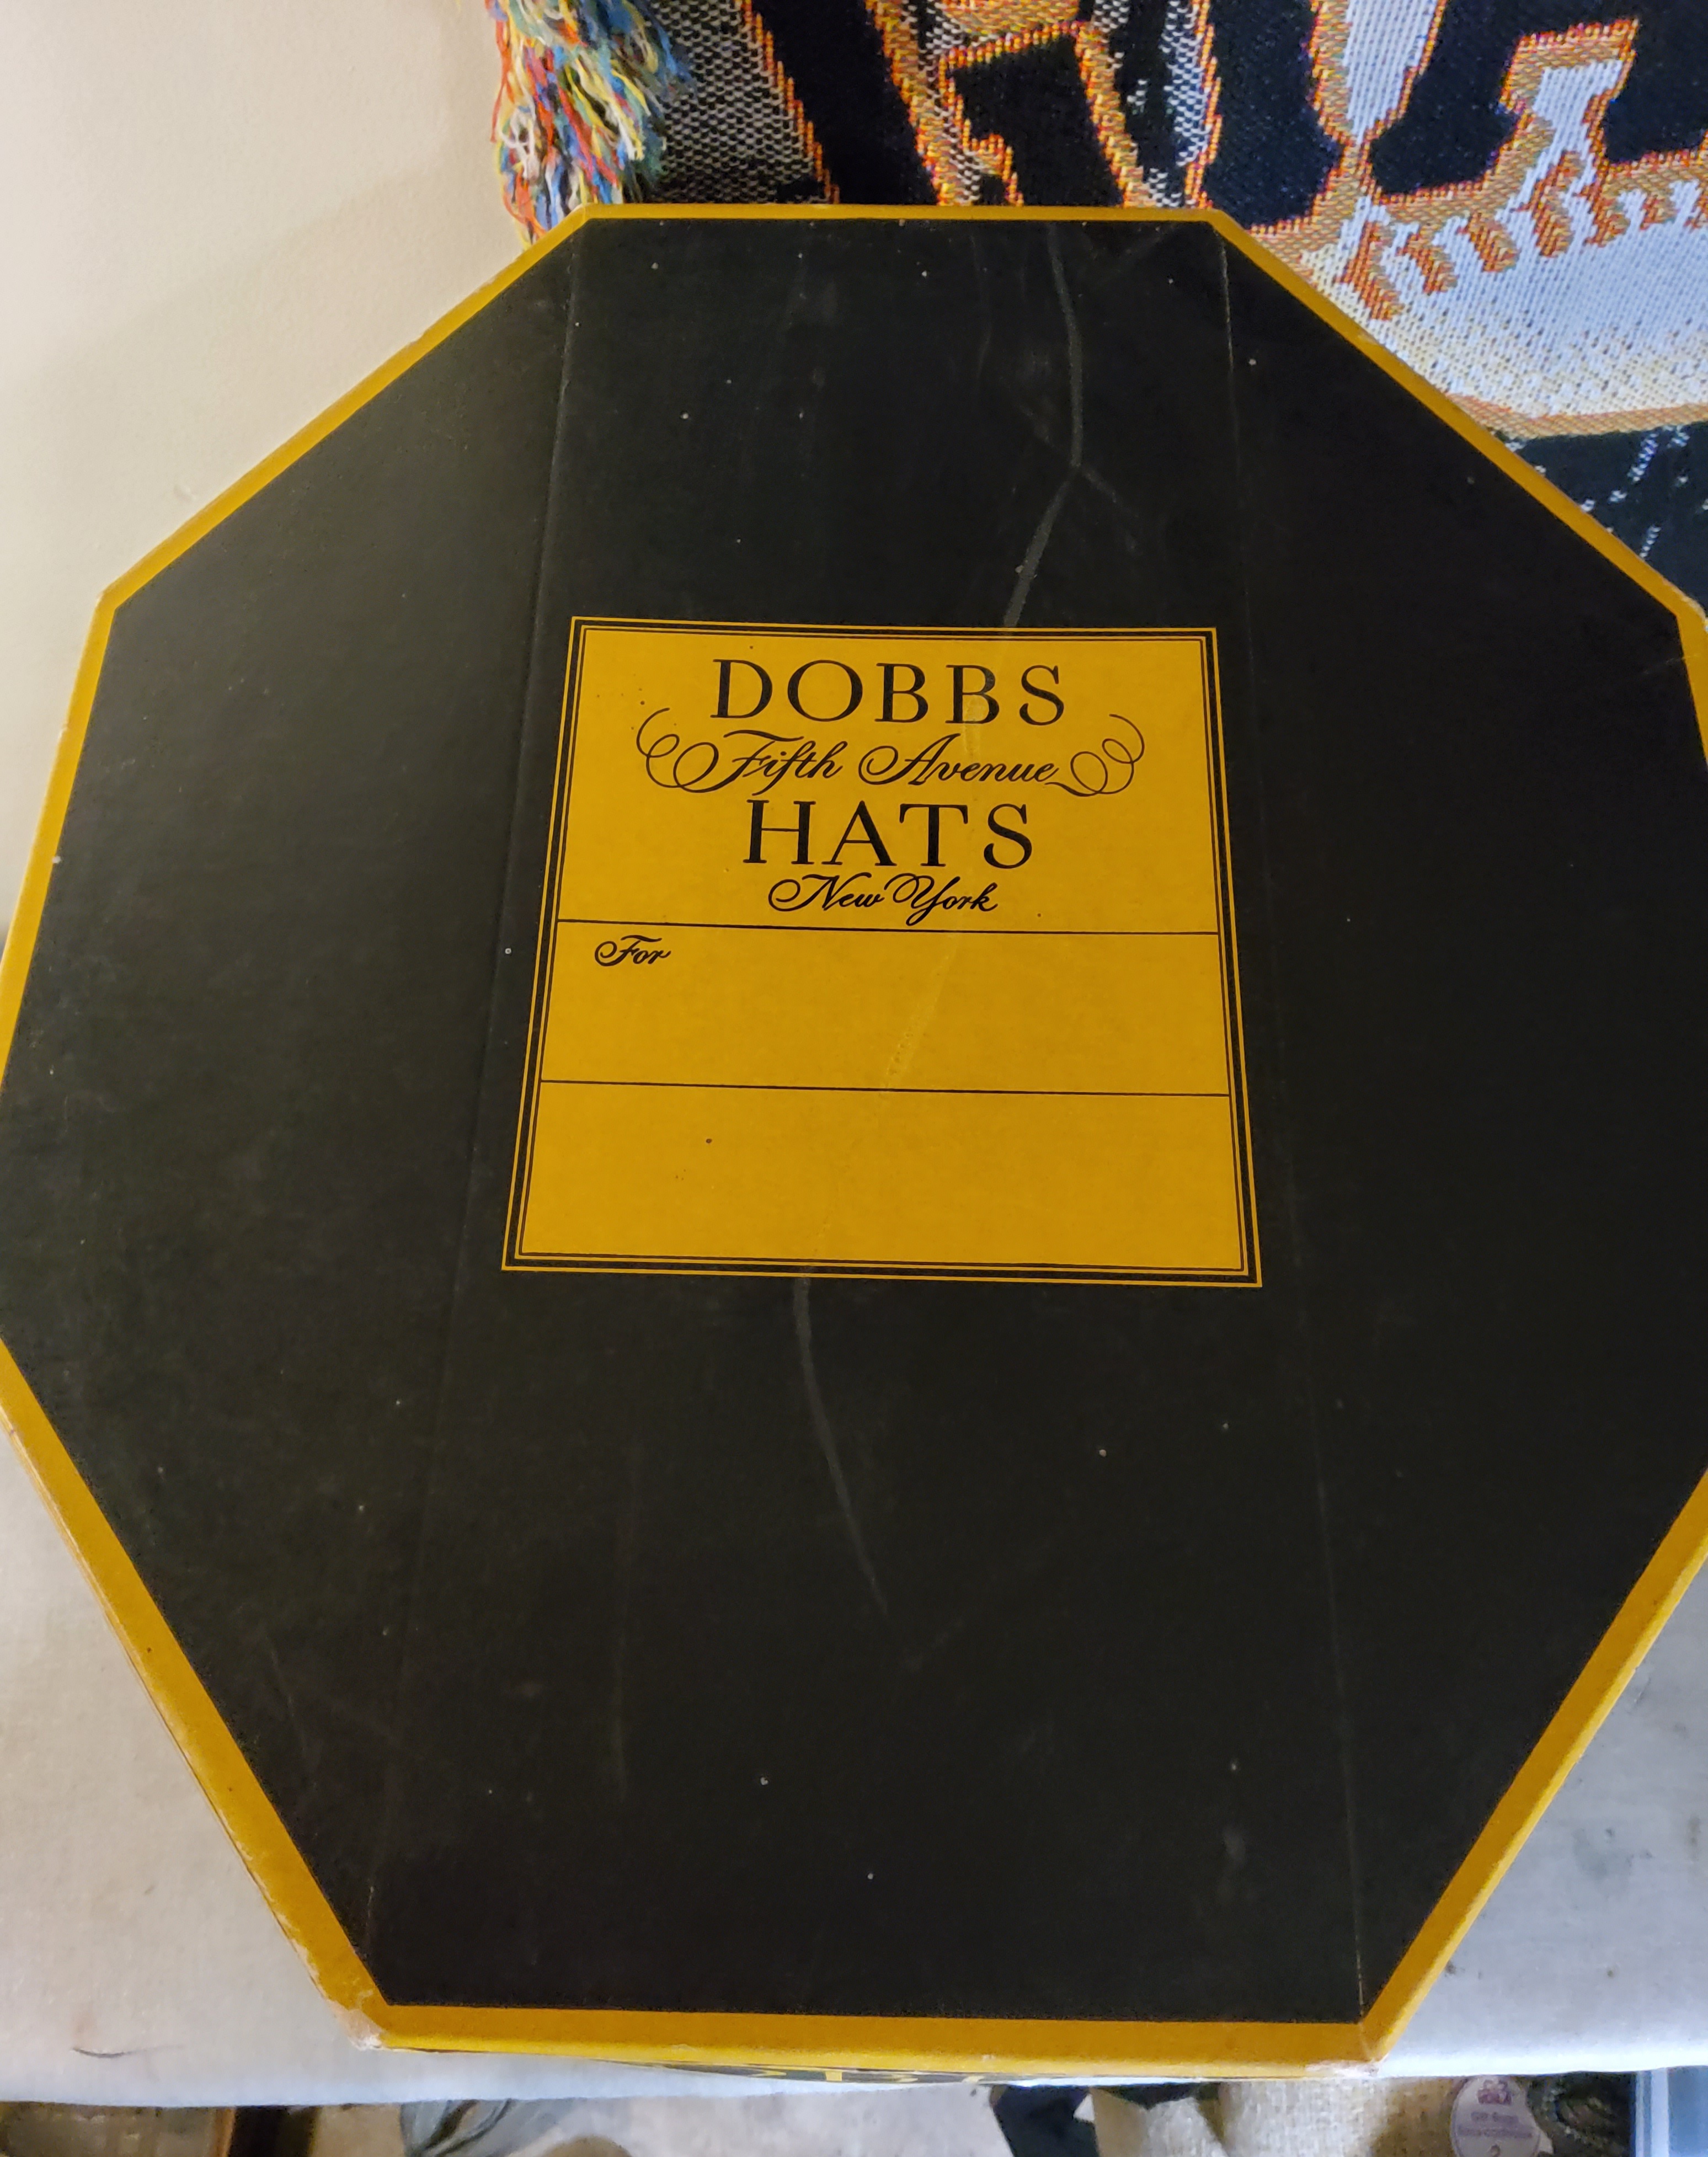 DOBBS
Fifth Avenue
HATS
New York
For